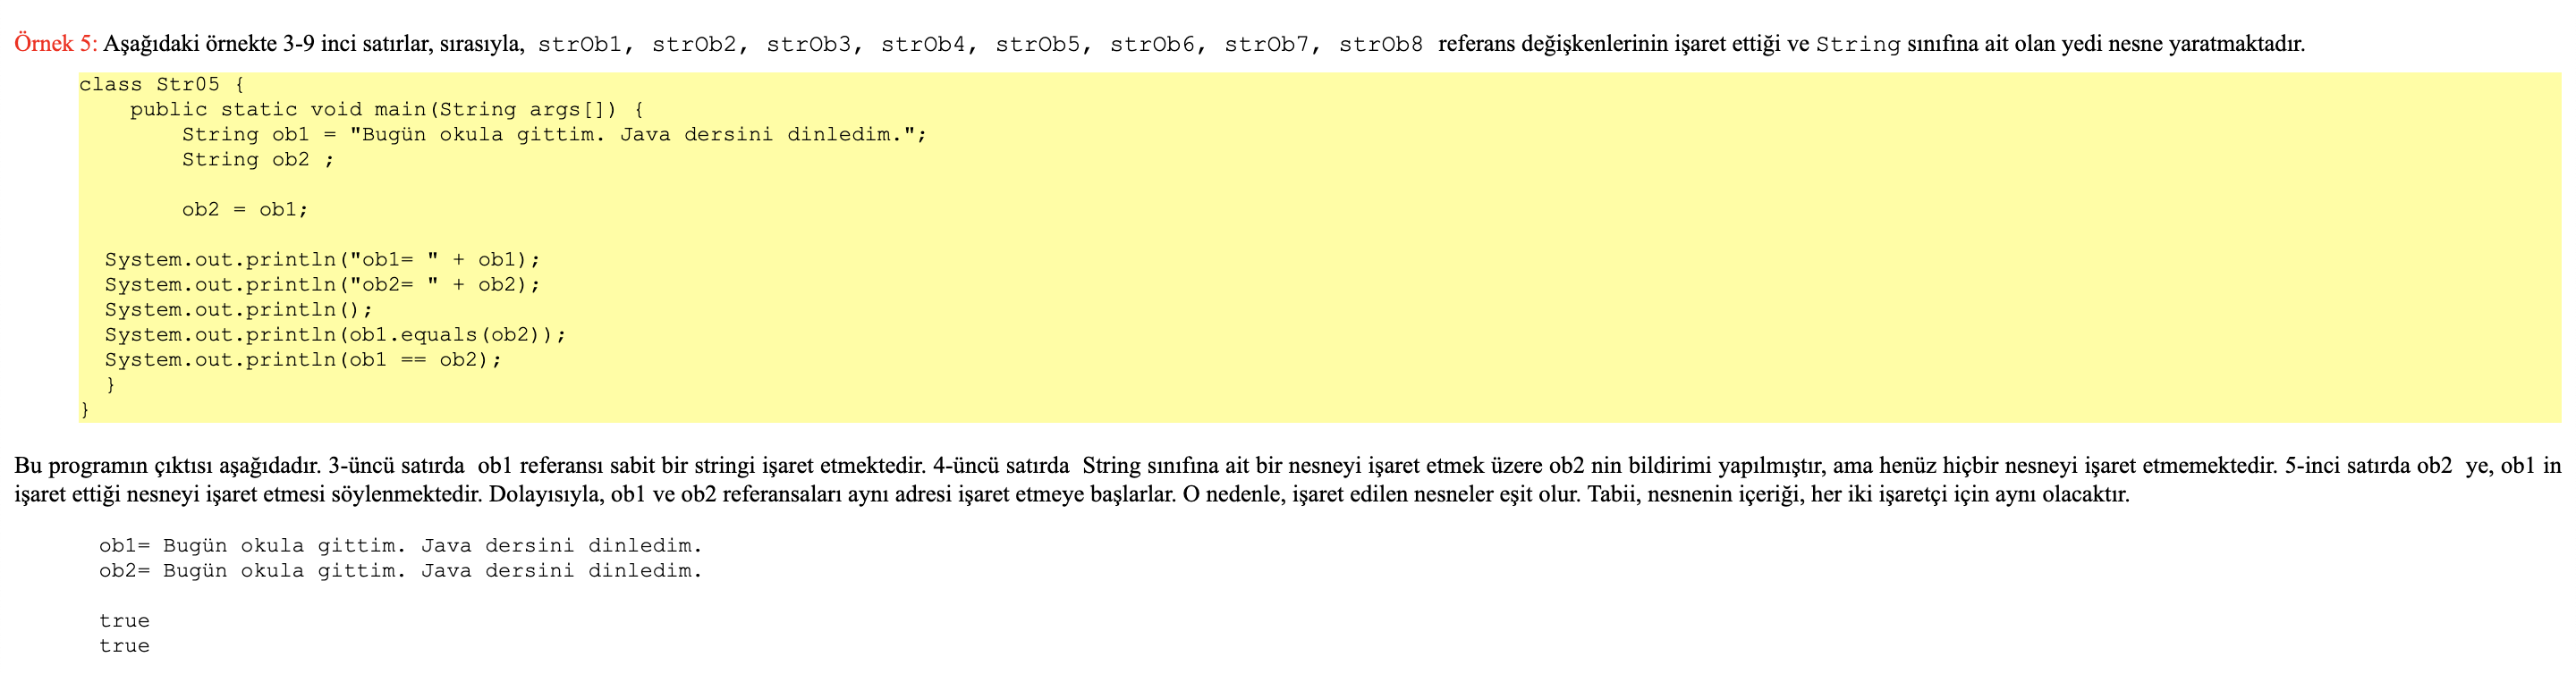 Örnek 5: Aşağıdaki örnekte 3-9 inci satırlar, sırasıyla, strOb1, strOb2, strOb3, strOb4, strOb5, strOb6, strOb7, strOb8 referans değişkenlerinin işaret ettiği ve String sınıfına ait olan yedi nesne yaratmaktadır.
class Str05 {
    public static void main(String args[]) {
        String ob1 = "Bugün okula gittim. Java dersini dinledim.";
        String ob2 ;
        ob2 = ob1;
  System.out.println("ob1= " + ob1);
  System.out.println("ob2= " + ob2);
  System.out.println();
  System.out.println(ob1.equals(ob2));
  System.out.println(ob1 == ob2);
  }
}
Bu programın çıktısı aşağıdadır. 3-üncü satırda  ob1 referansı sabit bir stringi işaret etmektedir. 4-üncü satırda  String sınıfına ait bir nesneyi işaret etmek üzere ob2 nin bildirimi yapılmıştır, ama henüz hiçbir nesneyi işaret etmemektedir. 5-inci satırda ob2  ye, ob1 in
işaret ettiği nesneyi işaret etmesi söylenmektedir. Dolayısıyla, ob1 ve ob2 referansaları aynı adresi işaret etmeye başlarlar. O nedenle, işaret edilen nesneler eşit olur. Tabii, nesnenin içeriği, her iki işaretçi için aynı olacaktır.
ob1= Bugün okula gittim. Java dersini dinledim.
ob2= Bugün okula gittim. Java dersini dinledim.
true
true